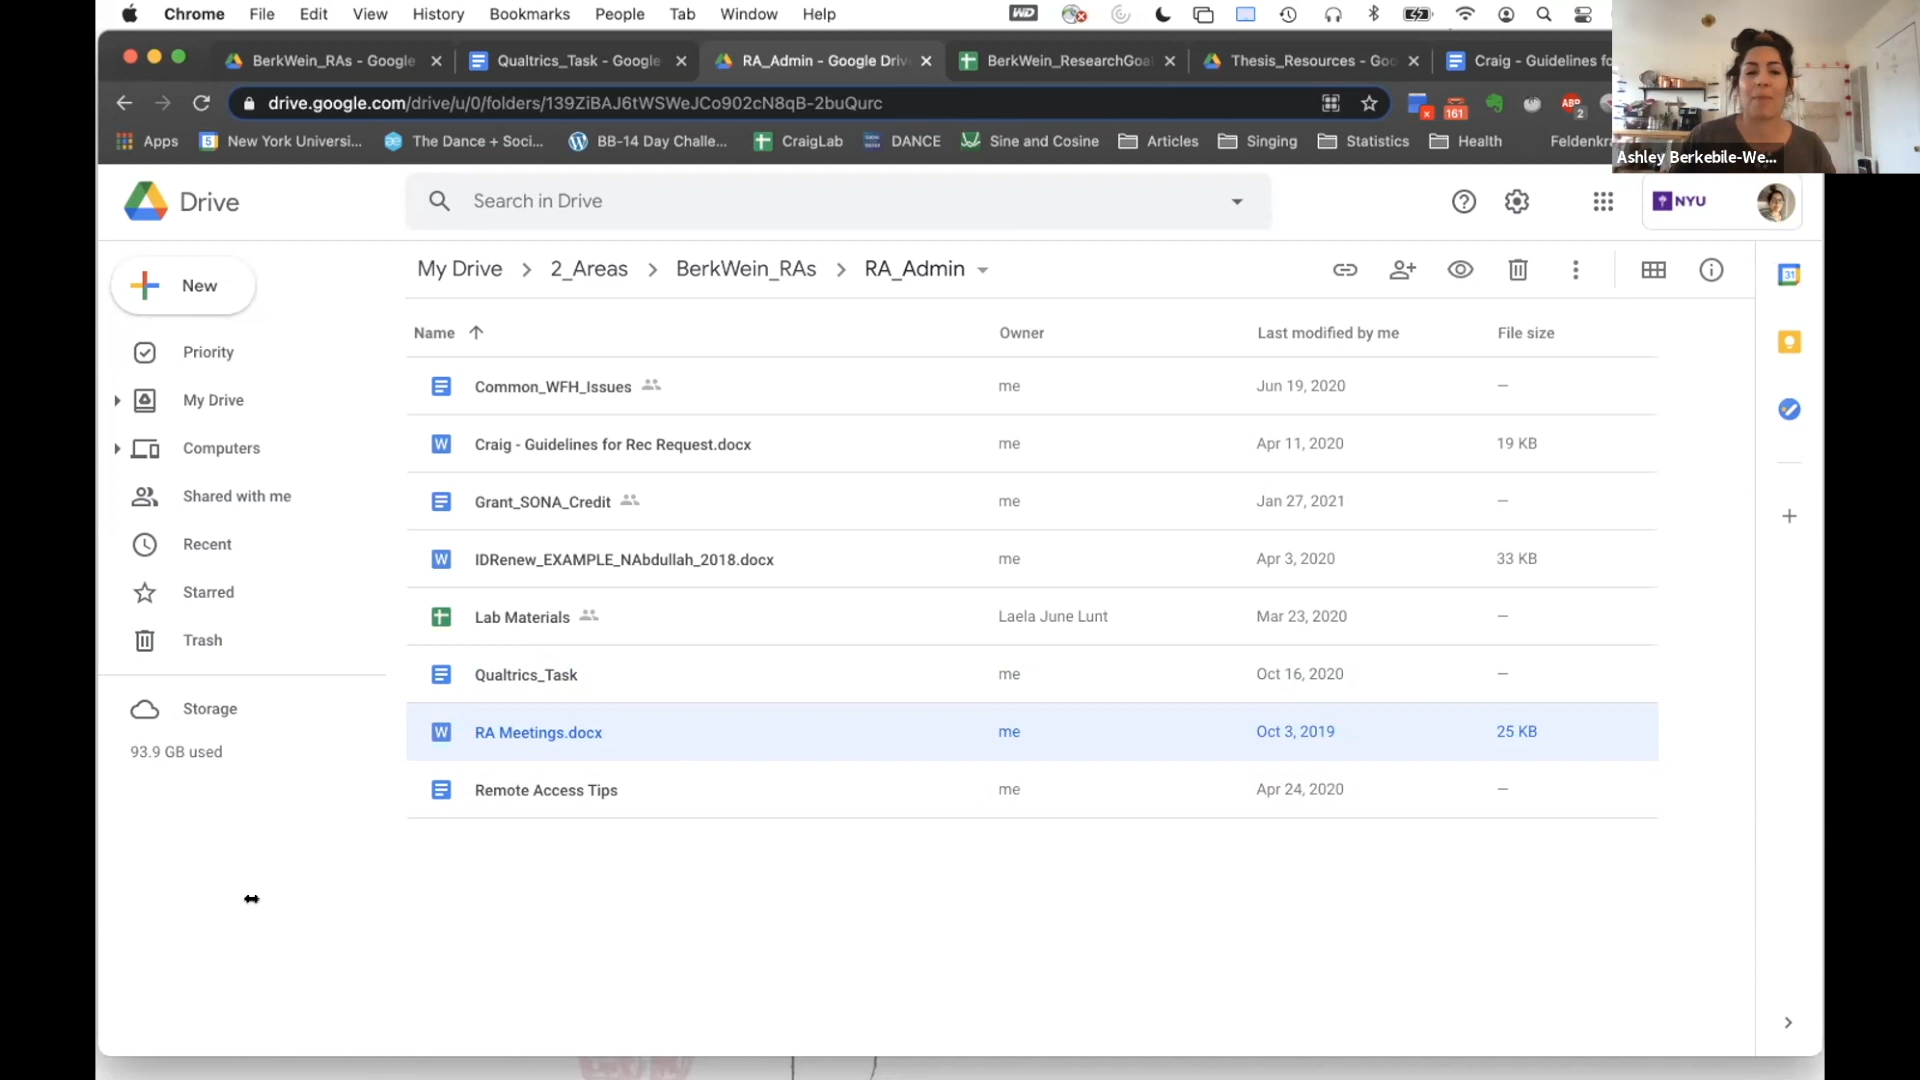 Chrome File Edit View History Bookmarks People Tab Window Help WD
BerkWein_RAs - Google Qualtrics_Task - Google RA_Admin - Google Driv BerkWein_ResearchGoa Thesis_Resources - Goo Craig - Guidelines fo
drive.google.com/drive/u/0/folders/139ZiBAJ6tWSWeJCo902cN8qB-2buQurc 161 ABP 2
Apps New York Universi... The Dance + Soci... BB-14 Day Challe... CraigLab DANCE Sine and Cosine Articles Singing Statistics Health Feldenkr
Ashley Berkebile-We...
Drive Search in Drive NYU
My Drive > 2_Areas > BerkWein_RAs > RA_Admin
31
New
Priority
My Drive
Computers
Shared with me
Recent
Starred
Trash
Storage
93.9 GB used
Name Owner Last modified by me File size
Common_WFH_Issues me Jun 19, 2020 —
Craig - Guidelines for Rec Request.docx me Apr 11, 2020 19 KB
Grant_SONA_Credit me Jan 27, 2021 —
IDRenew_EXAMPLE_NAbdullah_2018.docx me Apr 3, 2020 33 KB
Lab Materials Laela June Lunt Mar 23, 2020 —
Qualtrics_Task me Oct 16, 2020 —
RA Meetings.docx me Oct 3, 2019 25 KB
Remote Access Tips me Apr 24, 2020 —